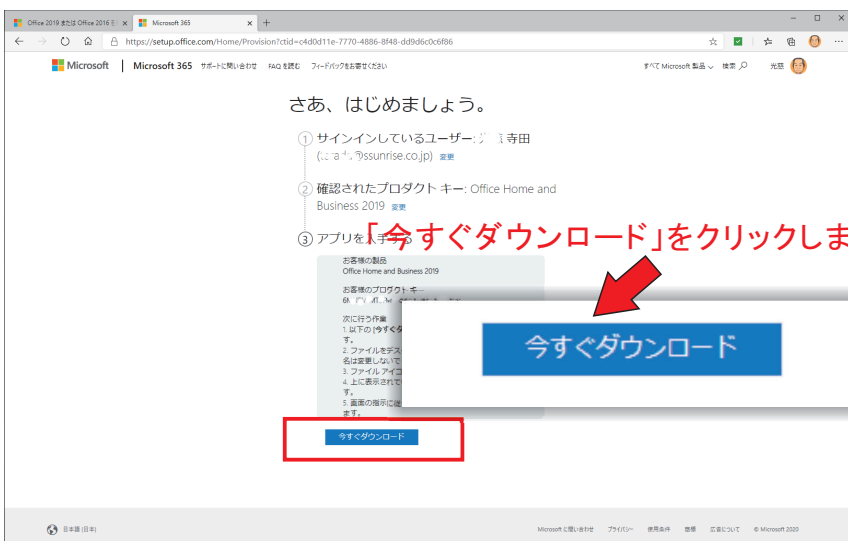 Office 2019 または Office 2016 を
Microsoft 365
https://setup.office.com/Home/Provision?ctid=c4d0d11e-7770-4886-8f48-dd9d6c0c6f86
Microsoft
Microsoft 365 サポートに問い合わせ FAQ を読む フィードバックをお寄せください
すべて Microsoft 製品 検索 光慈
さあ、はじめましょう。
1 サインインしているユーザー: 寺田
ssunrise.co.jp) 変更
2 確認されたプロダクト キー: Office Home and
Business 2019 変更
3 アプリを入手する
「今すぐダウンロード」をクリックしま
お客様の製品
Office Home and Business 2019
お客様のプロダクト キー
次に行う作業
1. 以下の [今すぐダ
す。
2. ファイルをデス
名は変更しないで
3. ファイル アイコ
4. 上に表示されて
す。
5. 画面の指示に従
ます。
今すぐダウンロード
今すぐダウンロード
日本語 (日本)
Microsoft に問い合わせ プライバシー 使用条件 商標 広告について © Microsoft 2020